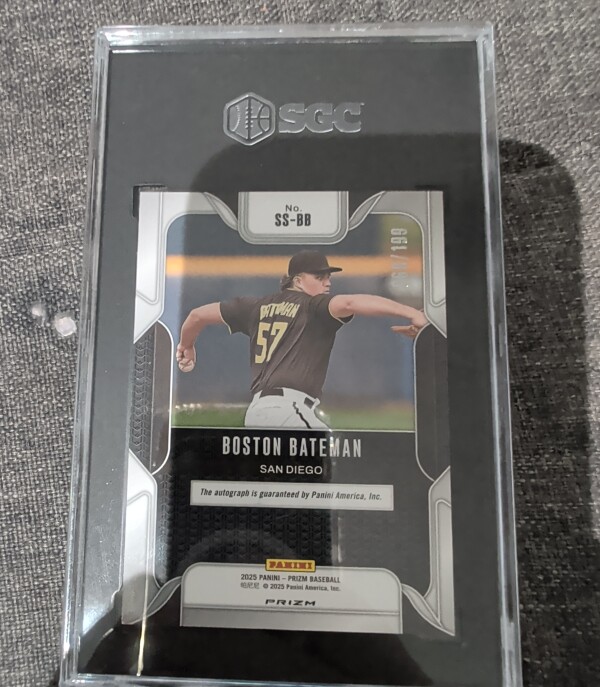 SGC
No.
SS-BB
/199
BATEMAN
57
BOSTON BATEMAN
SAN DIEGO
The autograph is guaranteed by Panini America, Inc.
PANINI
2025 PANINI – PRIZM BASEBALL
© 2025 Panini America, Inc.
PRIZM